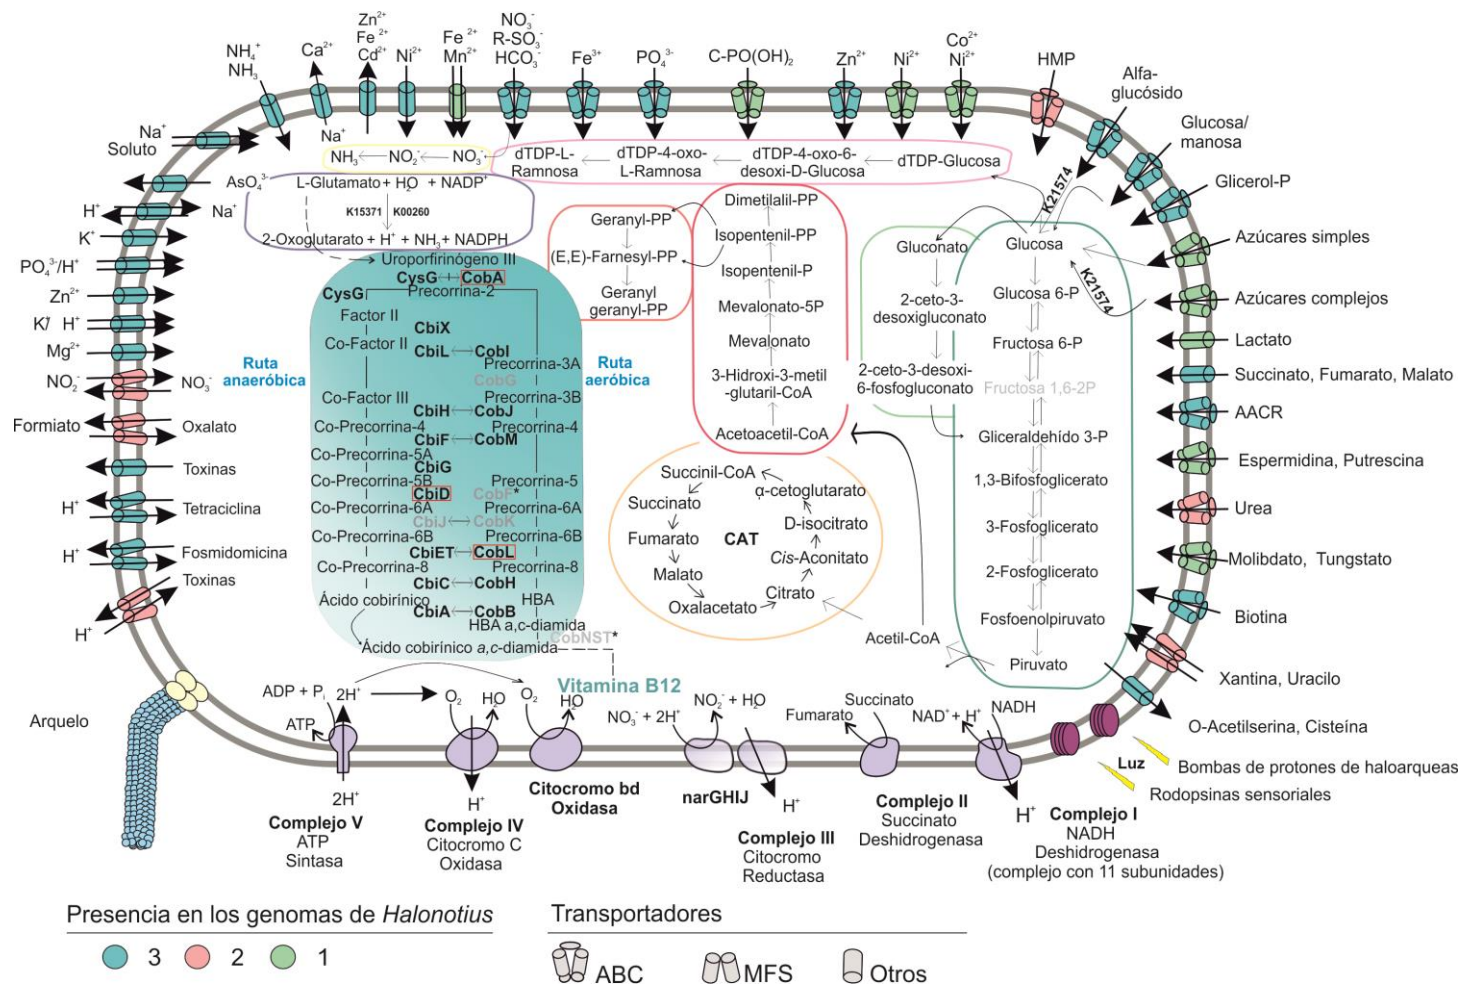 NH₄⁺
NH₃
Ca²⁺
Na⁺
Zn²⁺
Fe ²⁺
Cd²⁺
Ni²⁺
Fe ²⁺
Mn²⁺
NO₃⁻
R-SO₃⁻
HCO₃⁻
Fe³⁺
PO₄³⁻
C-PO(OH)₂
Zn²⁺
Ni²⁺
Co²⁺
Ni²⁺
HMP
Alfa-
glucósido
Glucosa/
manosa
Glicerol-P
Azúcares simples
Azúcares complejos
Lactato
Succinato, Fumarato, Malato
AACR
Espermidina, Putrescina
Urea
Molibdato, Tungstato
Biotina
Xantina, Uracilo
O-Acetilserina, Cisteína
Luz
Bombas de protones de haloarqueas
Rodopsinas sensoriales
Na⁺
Soluto
AsO₄³⁻
H⁺
Na⁺
K⁺
PO₄³⁻/H⁺
Zn²⁺
K⁺/ H⁺
Mg²⁺
NO₂⁻
NO₃⁻
Formiato
Oxalato
Toxinas
H⁺
Tetraciclina
H⁺
Fosmidomicina
Toxinas
H⁺
Arquelo
NH₃
NO₂⁻
NO₃⁻
dTDP-L-
Ramnosa
dTDP-4-oxo-
L-Ramnosa
dTDP-4-oxo-6-
desoxi-D-Glucosa
dTDP-Glucosa
L-Glutamato + H₂O + NADP⁺
K15371
K00260
2-Oxoglutarato + H⁺ + NH₃ + NADPH
Uroporfirinógeno III
CysG
CobA
CysG
Precorrina-2
Factor II
CbiX
Co-Factor II
CbiL
CobI
Precorrina-3A
CobG
Co-Factor III
Precorrina-3B
CbiH
CobJ
Co-Precorrina-4
Precorrina-4
CbiF
CobM
Co-Precorrina-5A
CbiG
Co-Precorrina-5B
Precorrina-5
CbiD
CobF*
Co-Precorrina-6A
Precorrina-6A
CbiJ
CobK
Co-Precorrina-6B
Precorrina-6B
CbiET
CobL
Co-Precorrina-8
Precorrina-8
CbiC
CobH
Ácido cobirínico
HBA
CbiA
CobB
HBA a,c-diamida
CobNST*
Ácido cobirínico a,c-diamida
Vitamina B12
Ruta
anaeróbica
Ruta
aeróbica
Geranyl-PP
(E,E)-Farnesyl-PP
Geranyl
geranyl-PP
Dimetilalil-PP
Isopentenil-PP
Isopentenil-P
Mevalonato-5P
Mevalonato
3-Hidroxi-3-metil
-glutaril-CoA
Acetoacetil-CoA
Gluconato
2-ceto-3-
desoxigluconato
2-ceto-3-desoxi-
6-fosfogluconato
K21574
K21574
Glucosa
Glucosa 6-P
Fructosa 6-P
Fructosa 1,6-2P
Gliceraldehído 3-P
1,3-Bifosfoglicerato
3-Fosfoglicerato
2-Fosfoglicerato
Fosfoenolpiruvato
Piruvato
Acetil-CoA
CAT
Succinil-CoA
α-cetoglutarato
Succinato
D-isocitrato
Fumarato
Cis-Aconitato
Malato
Citrato
Oxalacetato
ADP + Pᵢ
2H⁺
ATP
2H⁺
Complejo V
ATP
Sintasa
O₂
H₂O
H⁺
Complejo IV
Citocromo C
Oxidasa
O₂
H₂O
Citocromo bd
Oxidasa
NO₃⁻ + 2H⁺
NO₂⁻ + H₂O
narGHIJ
H⁺
Complejo III
Citocromo
Reductasa
Fumarato
Succinato
Complejo II
Succinato
Deshidrogenasa
NAD⁺ + H⁺
NADH
H⁺
Complejo I
NADH
Deshidrogenasa
(complejo con 11 subunidades)
Presencia en los genomas de Halonotius
3
2
1
Transportadores
ABC
MFS
Otros